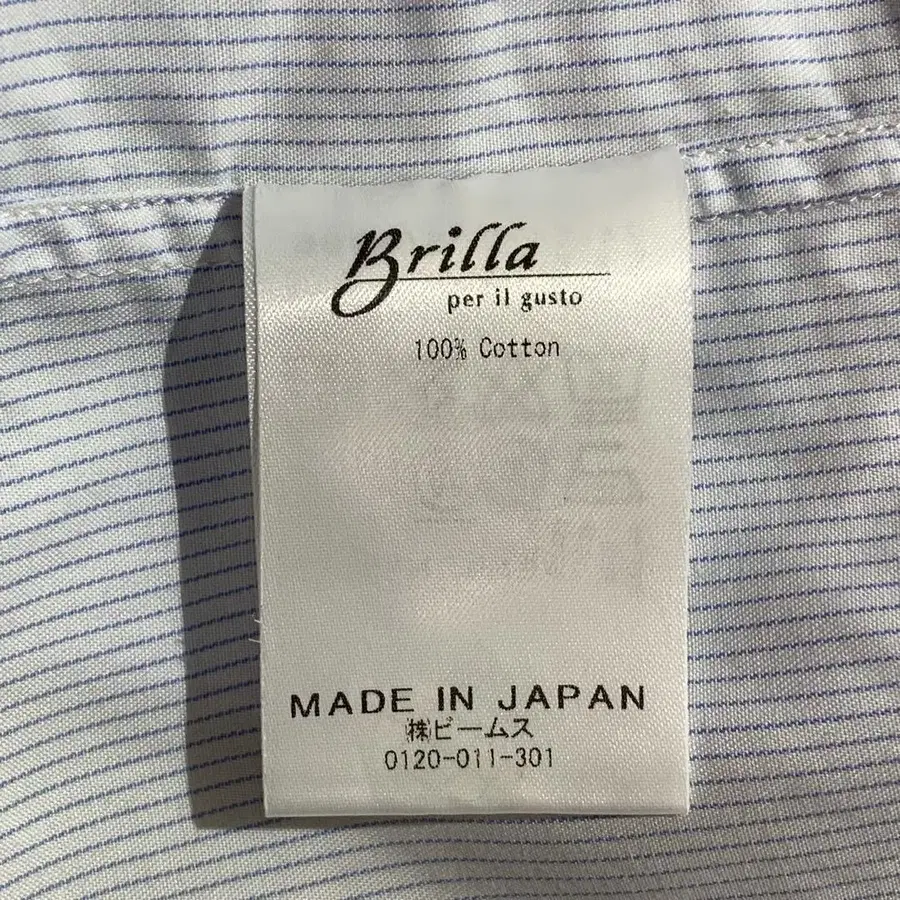 Brilla
per il gusto
100% Cotton
MADE IN JAPAN
㈱ビームス
0120-011-301